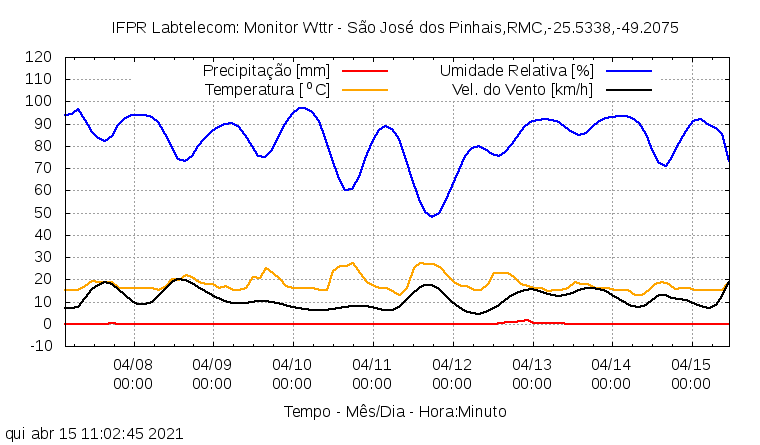 IFPR Labtelecom: Monitor Wttr - São José dos Pinhais,RMC,-25.5338,-49.2075
120
110
100
90
80
70
60
50
40
30
20
10
0
-10
Precipitação [mm]
Temperatura [⁰C]
Umidade Relativa [%]
Vel. do Vento [km/h]
04/08 04/09 04/10 04/11 04/12 04/13 04/14 04/15
00:00 00:00 00:00 00:00 00:00 00:00 00:00 00:00
Tempo - Mês/Dia - Hora:Minuto
qui abr 15 11:02:45 2021